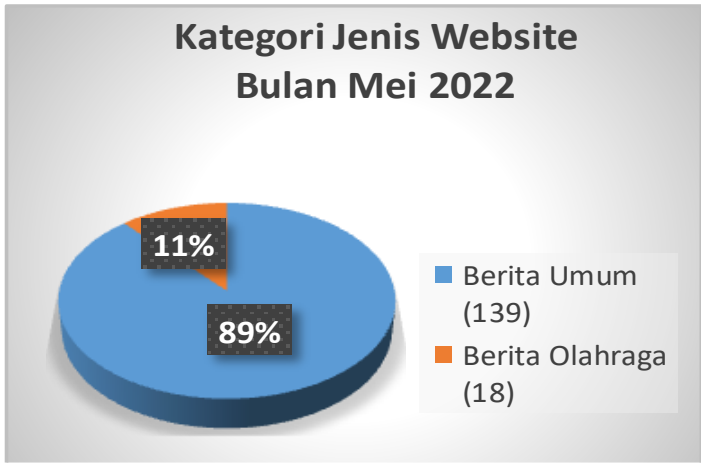 Kategori Jenis Website
Bulan Mei 2022
11%
89%
Berita Umum
(139)
Berita Olahraga
(18)